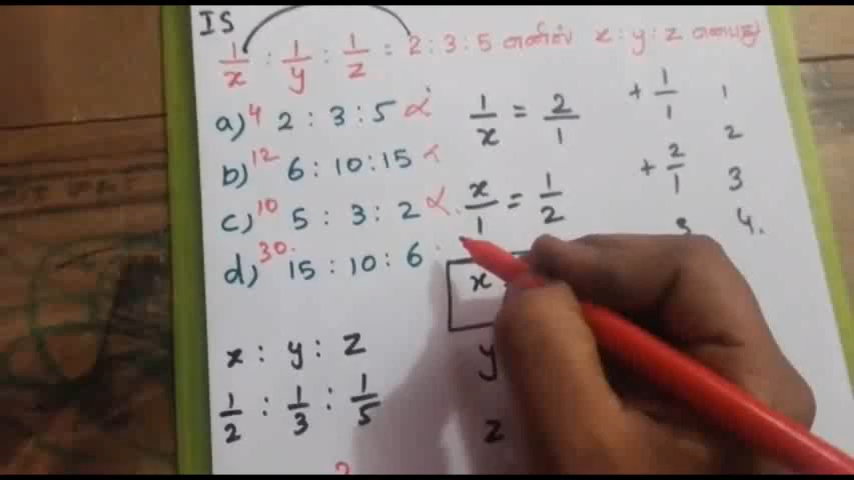 IS
1/x : 1/y : 1/z = 2 : 3 : 5 எனில் x : y : z என்பது
a) 4 2 : 3 : 5 α
b) 12 6 : 10 : 15 α
c) 10 5 : 3 : 2 α.
d) 30. 15 : 10 : 6
x : y : z
1/2 : 1/3 : 1/5
1/x = 2/1
x/1 = 1/2
x
y
z
+ 1/1 1
2
+ 2/1 3
4.